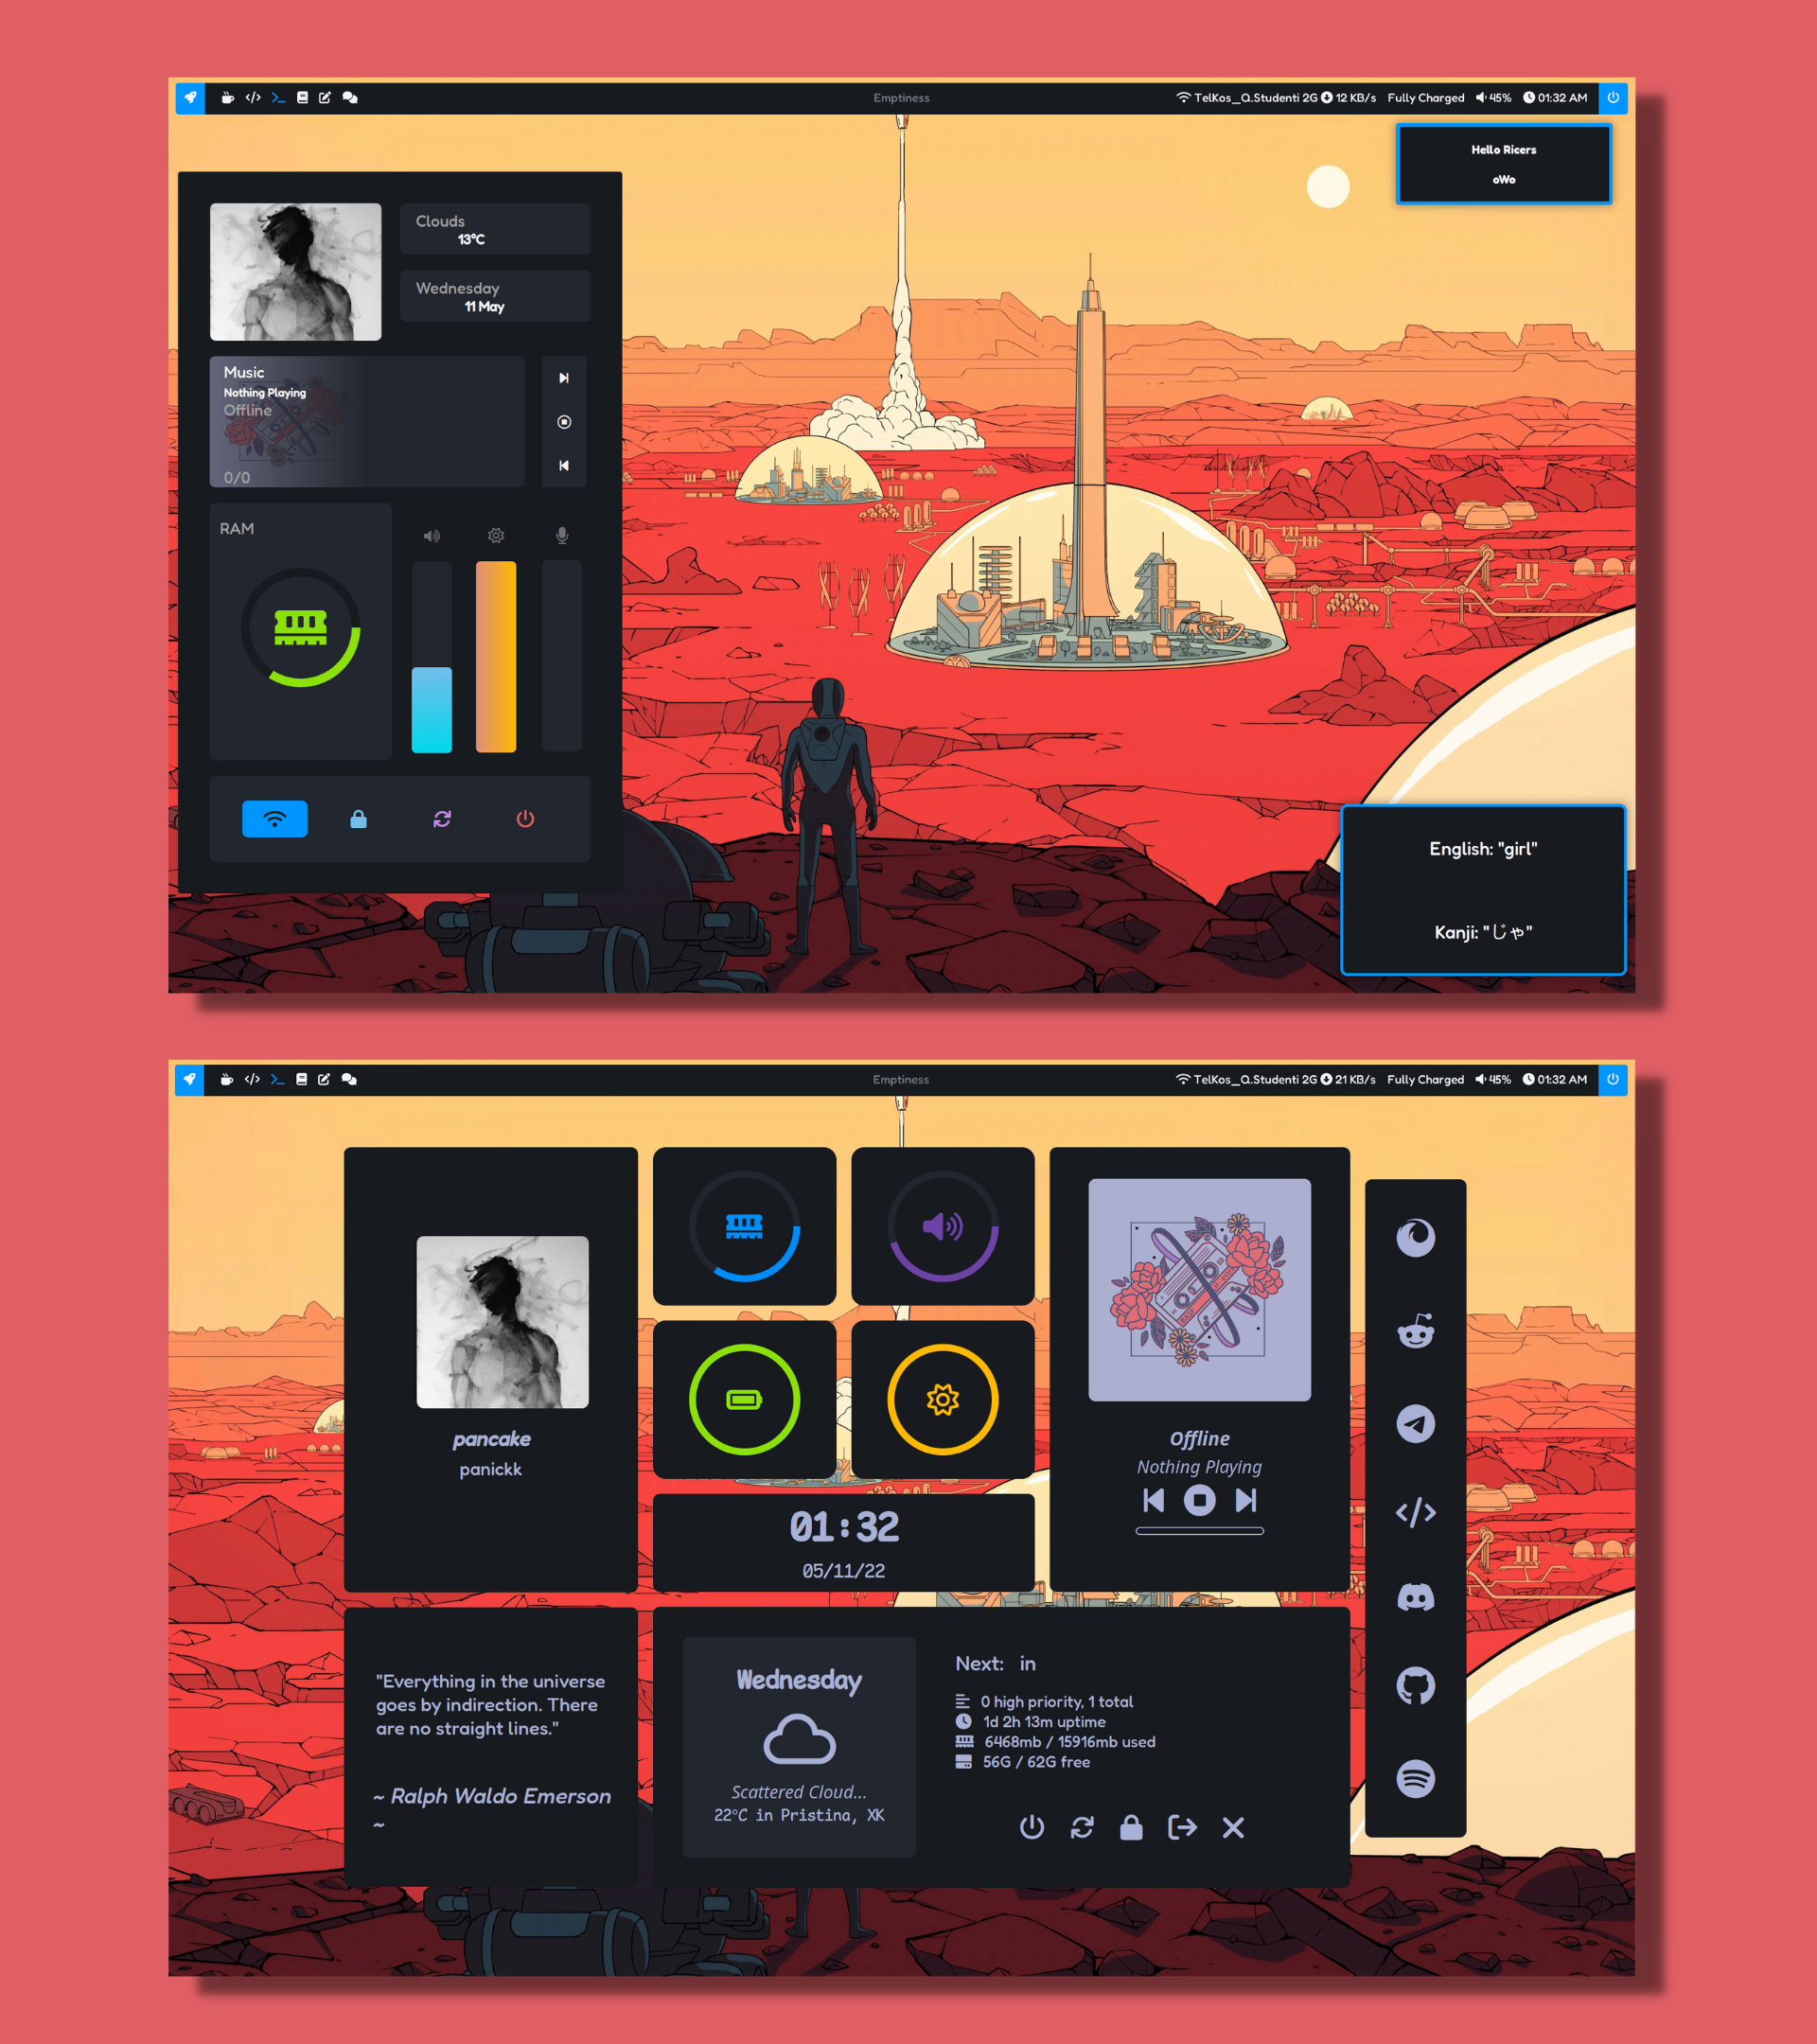 Emptiness
TelKos_Q.Studenti 2G 12 KB/s Fully Charged 45% 01:32 AM
Hello Ricers
oWo
Clouds
13°C
Wednesday
11 May
Music
Nothing Playing
Offline
0/0
RAM
English: "girl"
Kanji: "じゃ"
Emptiness
TelKos_Q.Studenti 2G 21 KB/s Fully Charged 45% 01:32 AM
pancake
panickk
01:32
05/11/22
Offline
Nothing Playing
"Everything in the universe
goes by indirection. There
are no straight lines."
~ Ralph Waldo Emerson
~
Wednesday
Scattered Cloud...
22°C in Pristina, XK
Next: in
0 high priority, 1 total
1d 2h 13m uptime
6468mb / 15916mb used
56G / 62G free